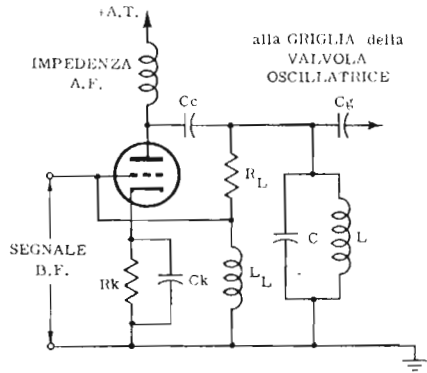 +A.T.
IMPEDENZA
A.F.
alla GRIGLIA della
VALVOLA
OSCILLATRICE
Cc
Cg
RL
SEGNALE
B.F.
Rk
Ck
LL
C
L